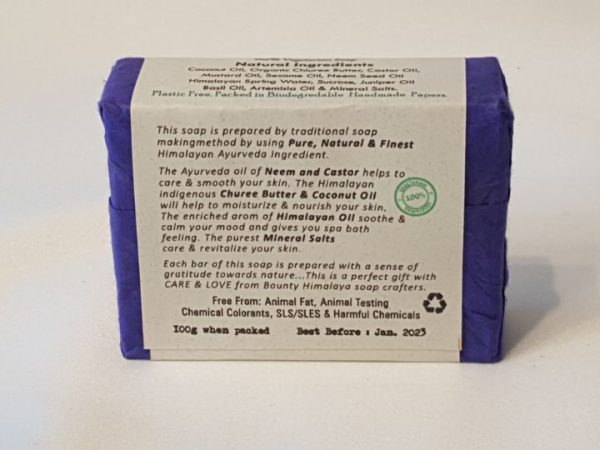 100% Vegetarian Soap
Natural Ingredients
Coconut Oil, Organic Chiuree Butter, Castor Oil,
Mustard Oil, Sesame Oil, Neem Seed Oil
Himalayan Spring Water, Sucrose, Juniper Oil
Basil Oil, Artemisia Oil & Mineral Salts.
Plastic Free, Packed in Biodegredable Handmade Papers.
This soap is prepared by traditional soap
makingmethod by using Pure, Natural & Finest
Himalayan Ayurveda Ingredient.
The Ayurveda oil of Neem and Castor helps to
care & smooth your skin. The Himalayan
indigenous Churee Butter & Coconut Oil
will help to moisturize & nourish your skin.
The enriched arom of Himalayan Oil soothe &
calm your mood and gives you spa bath
feeling. The purest Mineral Salts
care & revitalize your skin.
100%
Each bar of this soap is prepared with a sense of
gratitude towards nature...This is a perfect gift with
CARE & LOVE from Bounty Himalaya soap crafters.
Free From: Animal Fat, Animal Testing
Chemical Colorants, SLS/SLES & Harmful Chemicals
100g when packed Best Before : Jan. 2023